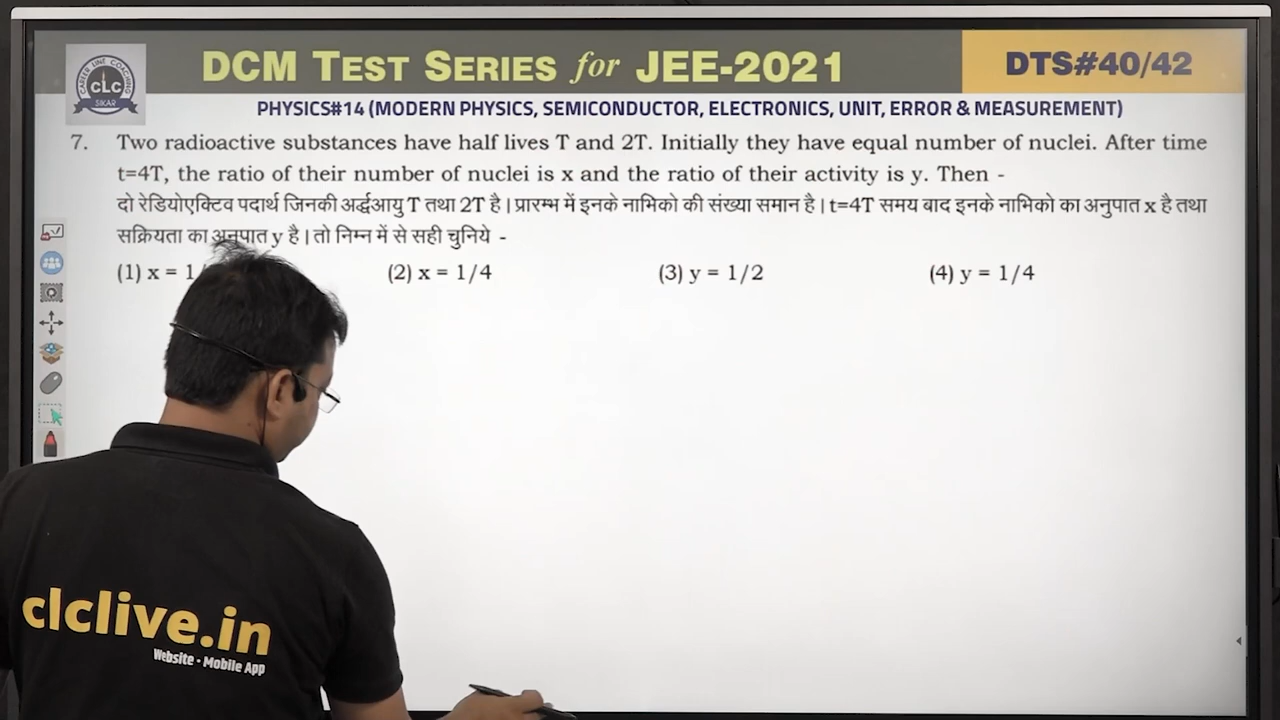 CAREER LINE COACHING
CLC
SIKAR
DCM TEST SERIES for JEE-2021
DTS#40/42
PHYSICS#14 (MODERN PHYSICS, SEMICONDUCTOR, ELECTRONICS, UNIT, ERROR & MEASUREMENT)
7. Two radioactive substances have half lives T and 2T. Initially they have equal number of nuclei. After time
t=4T, the ratio of their number of nuclei is x and the ratio of their activity is y. Then -
दो रेडियोएक्टिव पदार्थ जिनकी अर्द्धआयु T तथा 2T है। प्रारम्भ में इनके नाभिको की संख्या समान है। t=4T समय बाद इनके नाभिको का अनुपात x है तथा
सक्रियता का अनुपात y है। तो निम्न में से सही चुनिये -
(1) x = 1/ (2) x = 1/4 (3) y = 1/2 (4) y = 1/4
clclive.in
Website • Mobile App